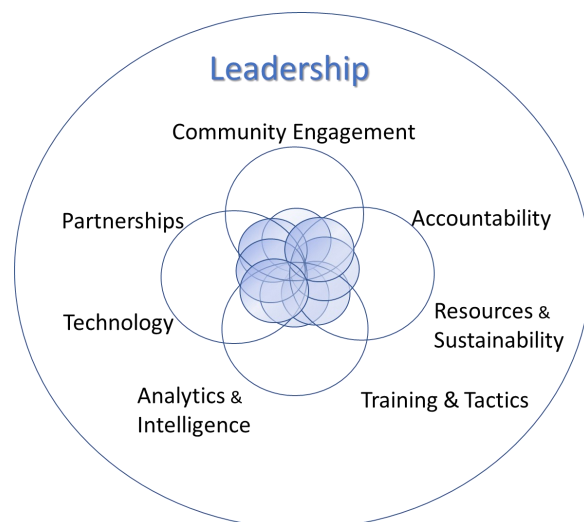 Leadership
Community Engagement
Partnerships
Accountability
Technology
Resources &
Sustainability
Analytics &
Intelligence
Training & Tactics